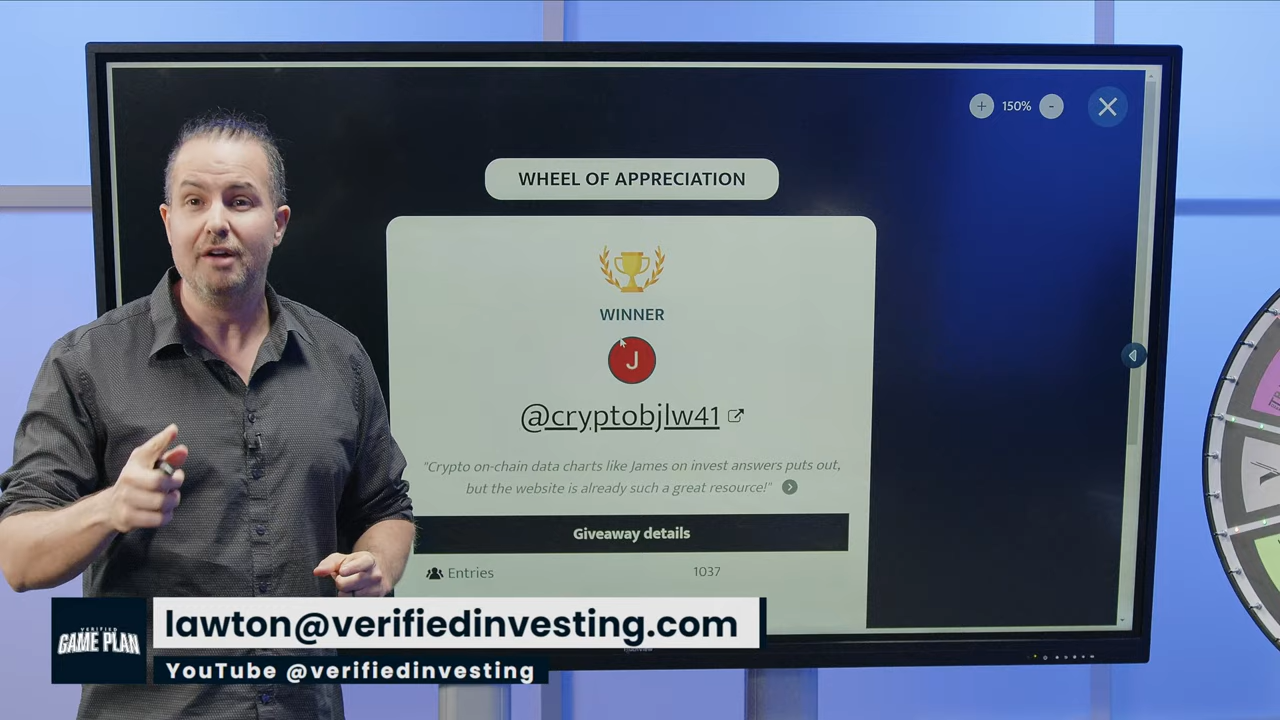 150%
WHEEL OF APPRECIATION
WINNER
J
@cryptobjlw41
"Crypto on-chain data charts like James on invest answers puts out,
but the website is already such a great resource!"
Giveaway details
Entries 1037
VERIFIED
GAME PLAN
lawton@verifiedinvesting.com
YouTube @verifiedinvesting